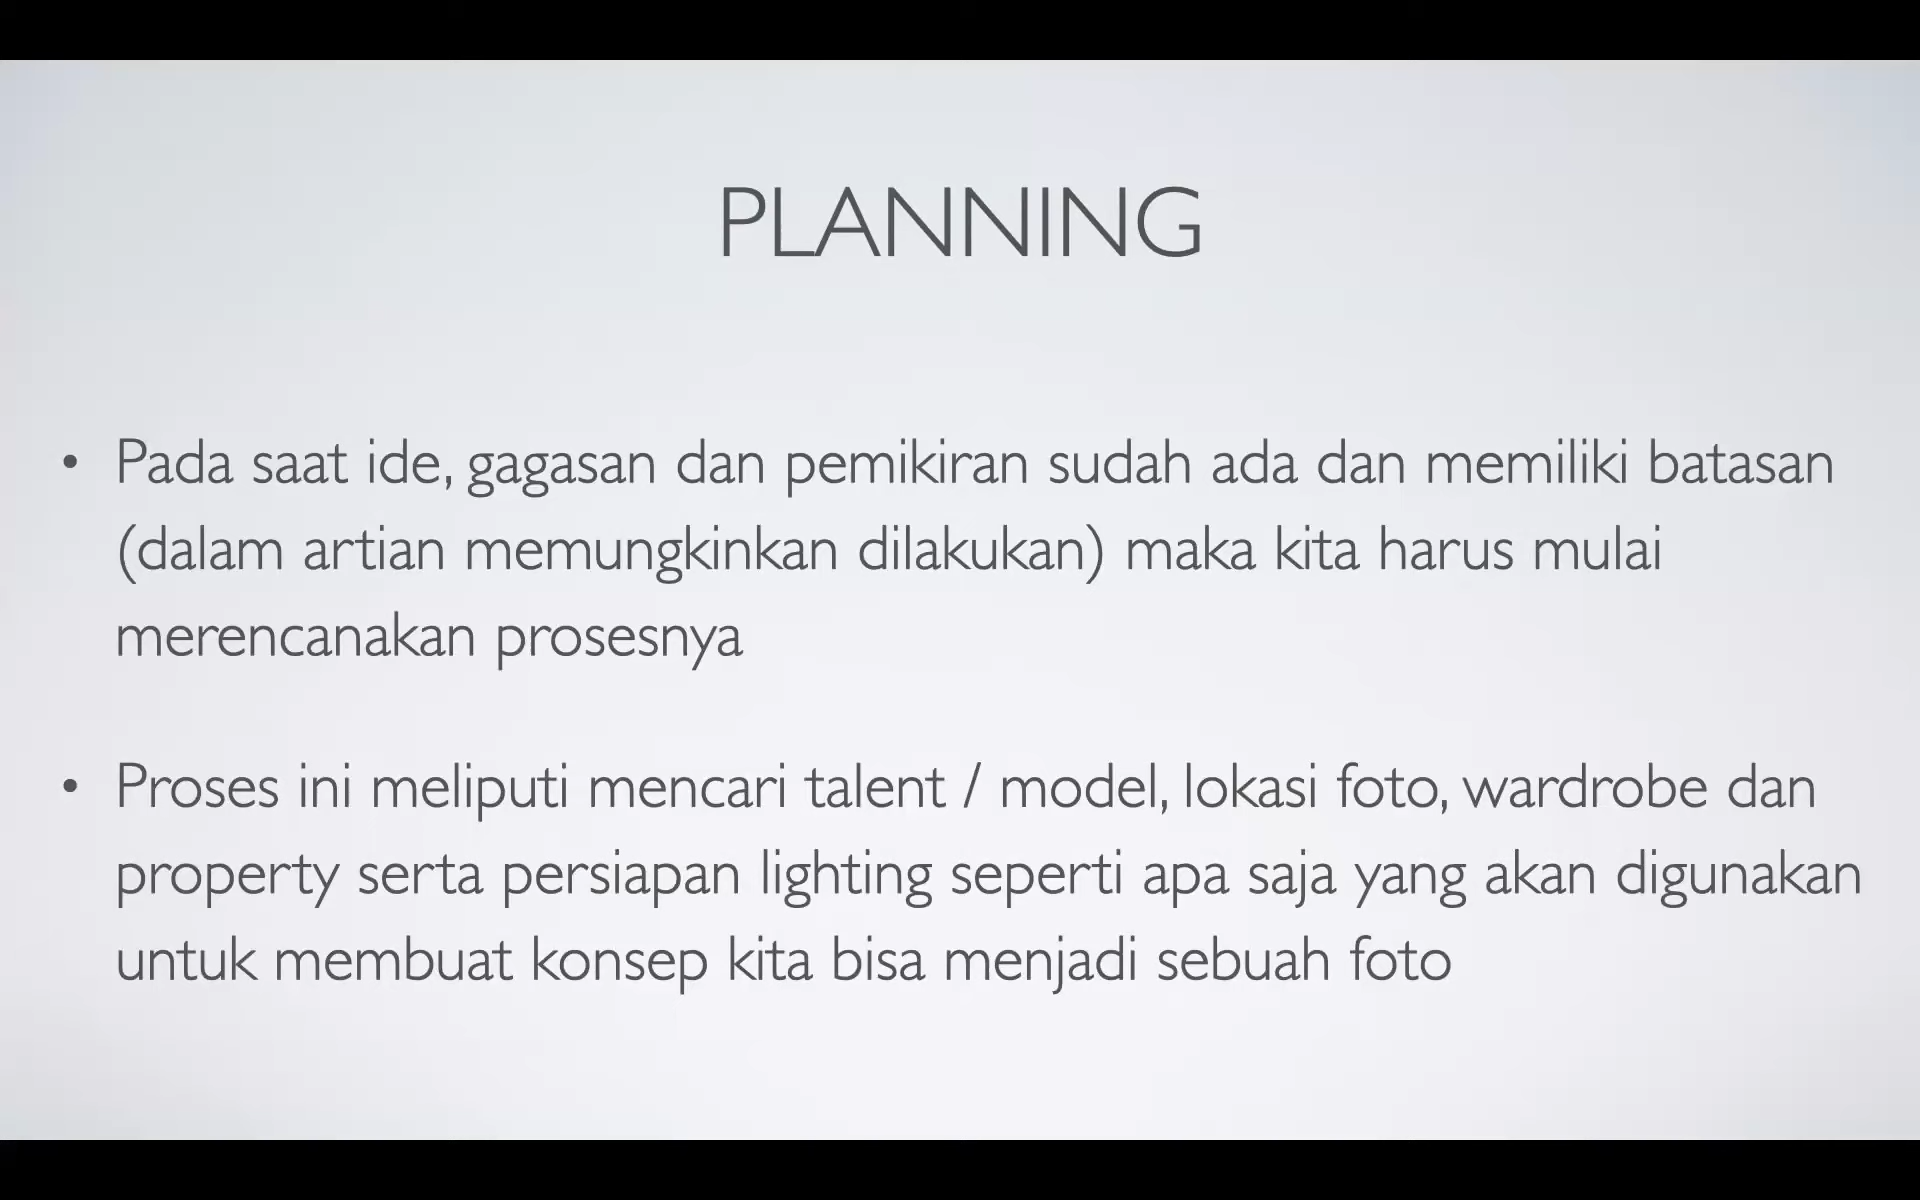 PLANNING
• Pada saat ide, gagasan dan pemikiran sudah ada dan memiliki batasan
(dalam artian memungkinkan dilakukan) maka kita harus mulai
merencanakan prosesnya
• Proses ini meliputi mencari talent / model, lokasi foto, wardrobe dan
property serta persiapan lighting seperti apa saja yang akan digunakan
untuk membuat konsep kita bisa menjadi sebuah foto